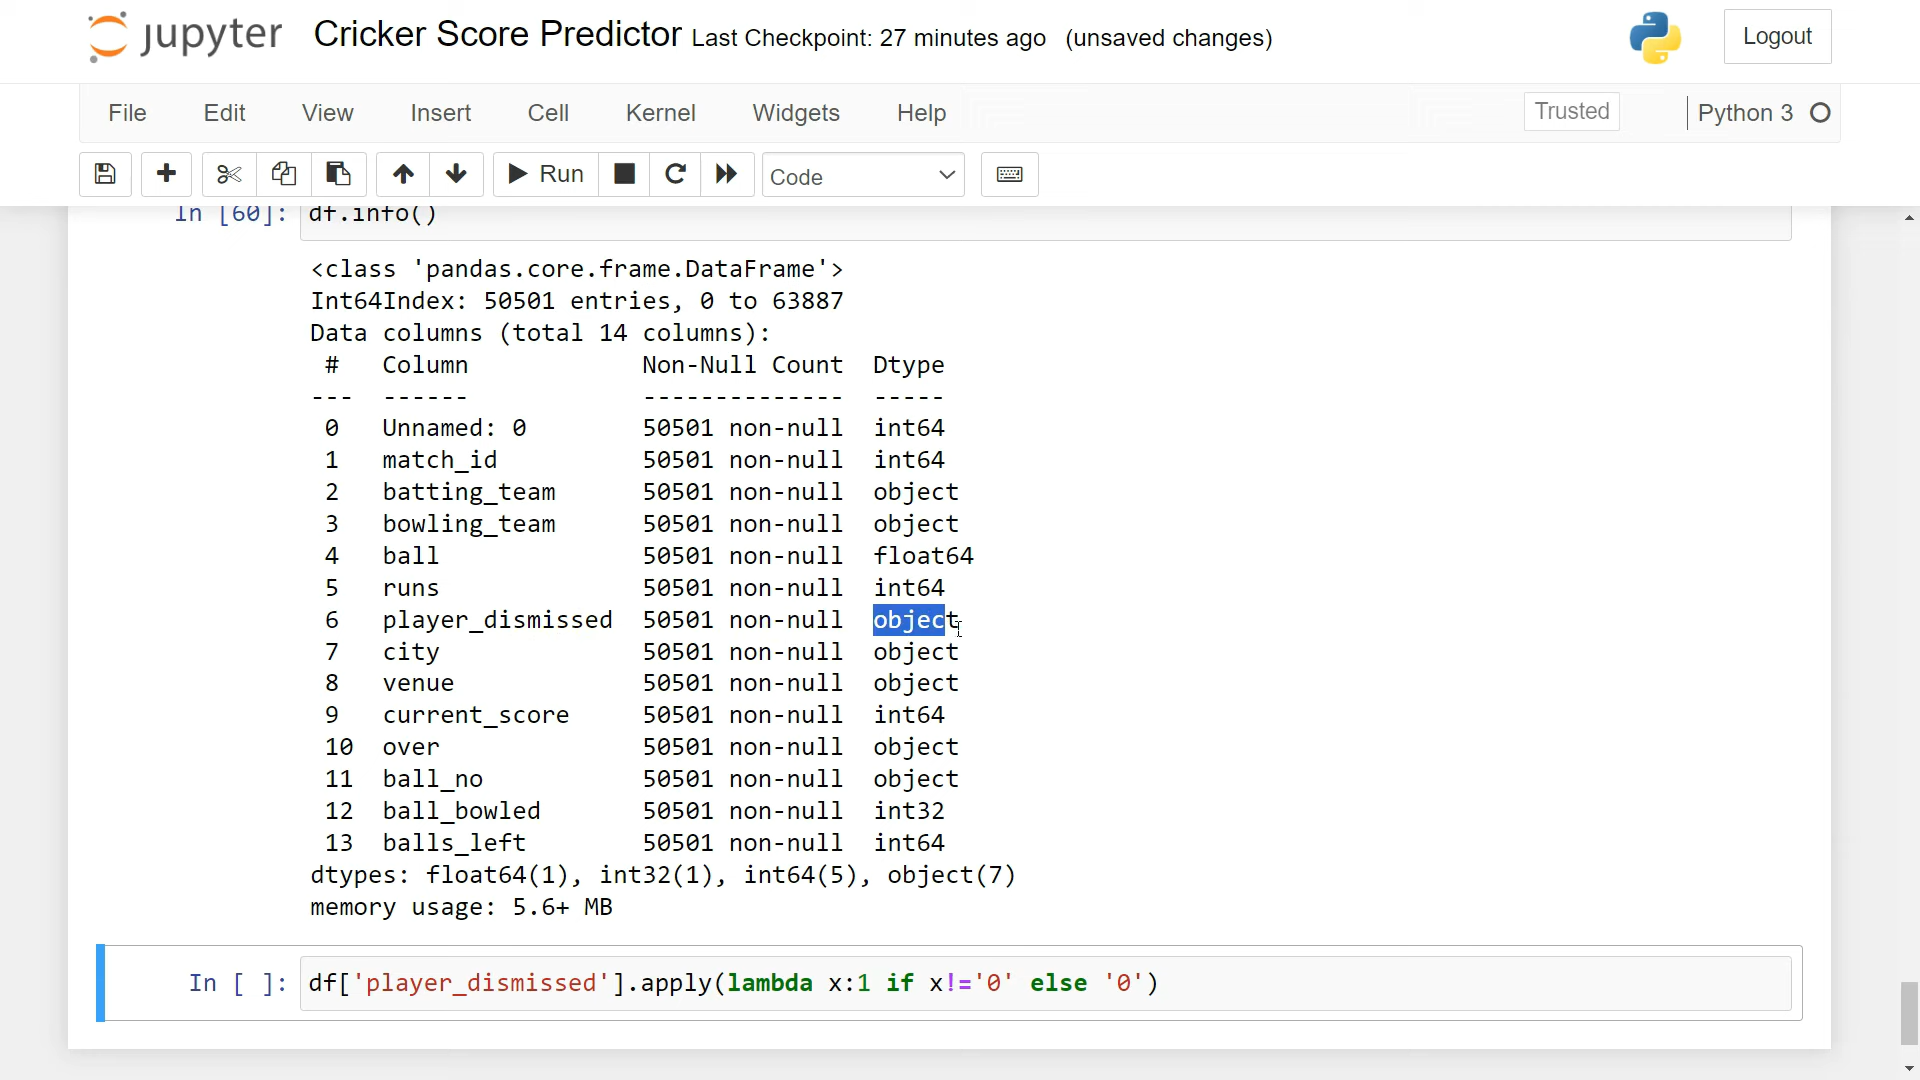 jupyter Cricker Score Predictor Last Checkpoint: 27 minutes ago (unsaved changes) Logout
File Edit View Insert Cell Kernel Widgets Help Trusted Python 3
Run Code
In [60]: df.info()
<class 'pandas.core.frame.DataFrame'>
Int64Index: 50501 entries, 0 to 63887
Data columns (total 14 columns):
# Column Non-Null Count Dtype
--- ------ -------------- -----
0 Unnamed: 0 50501 non-null int64
1 match_id 50501 non-null int64
2 batting_team 50501 non-null object
3 bowling_team 50501 non-null object
4 ball 50501 non-null float64
5 runs 50501 non-null int64
6 player_dismissed 50501 non-null object
7 city 50501 non-null object
8 venue 50501 non-null object
9 current_score 50501 non-null int64
10 over 50501 non-null object
11 ball_no 50501 non-null object
12 ball_bowled 50501 non-null int32
13 balls_left 50501 non-null int64
dtypes: float64(1), int32(1), int64(5), object(7)
memory usage: 5.6+ MB
In [ ]: df['player_dismissed'].apply(lambda x:1 if x!='0' else '0')